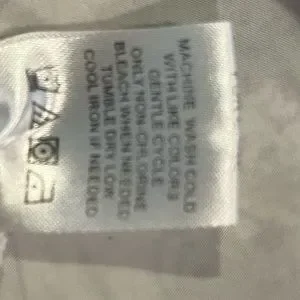 MACHINE WASH COLD
WITH LIKE COLORS
GENTLE CYCLE
ONLY NON-CHLORINE
BLEACH WHEN NEEDED
TUMBLE DRY LOW
COOL IRON IF NEEDED